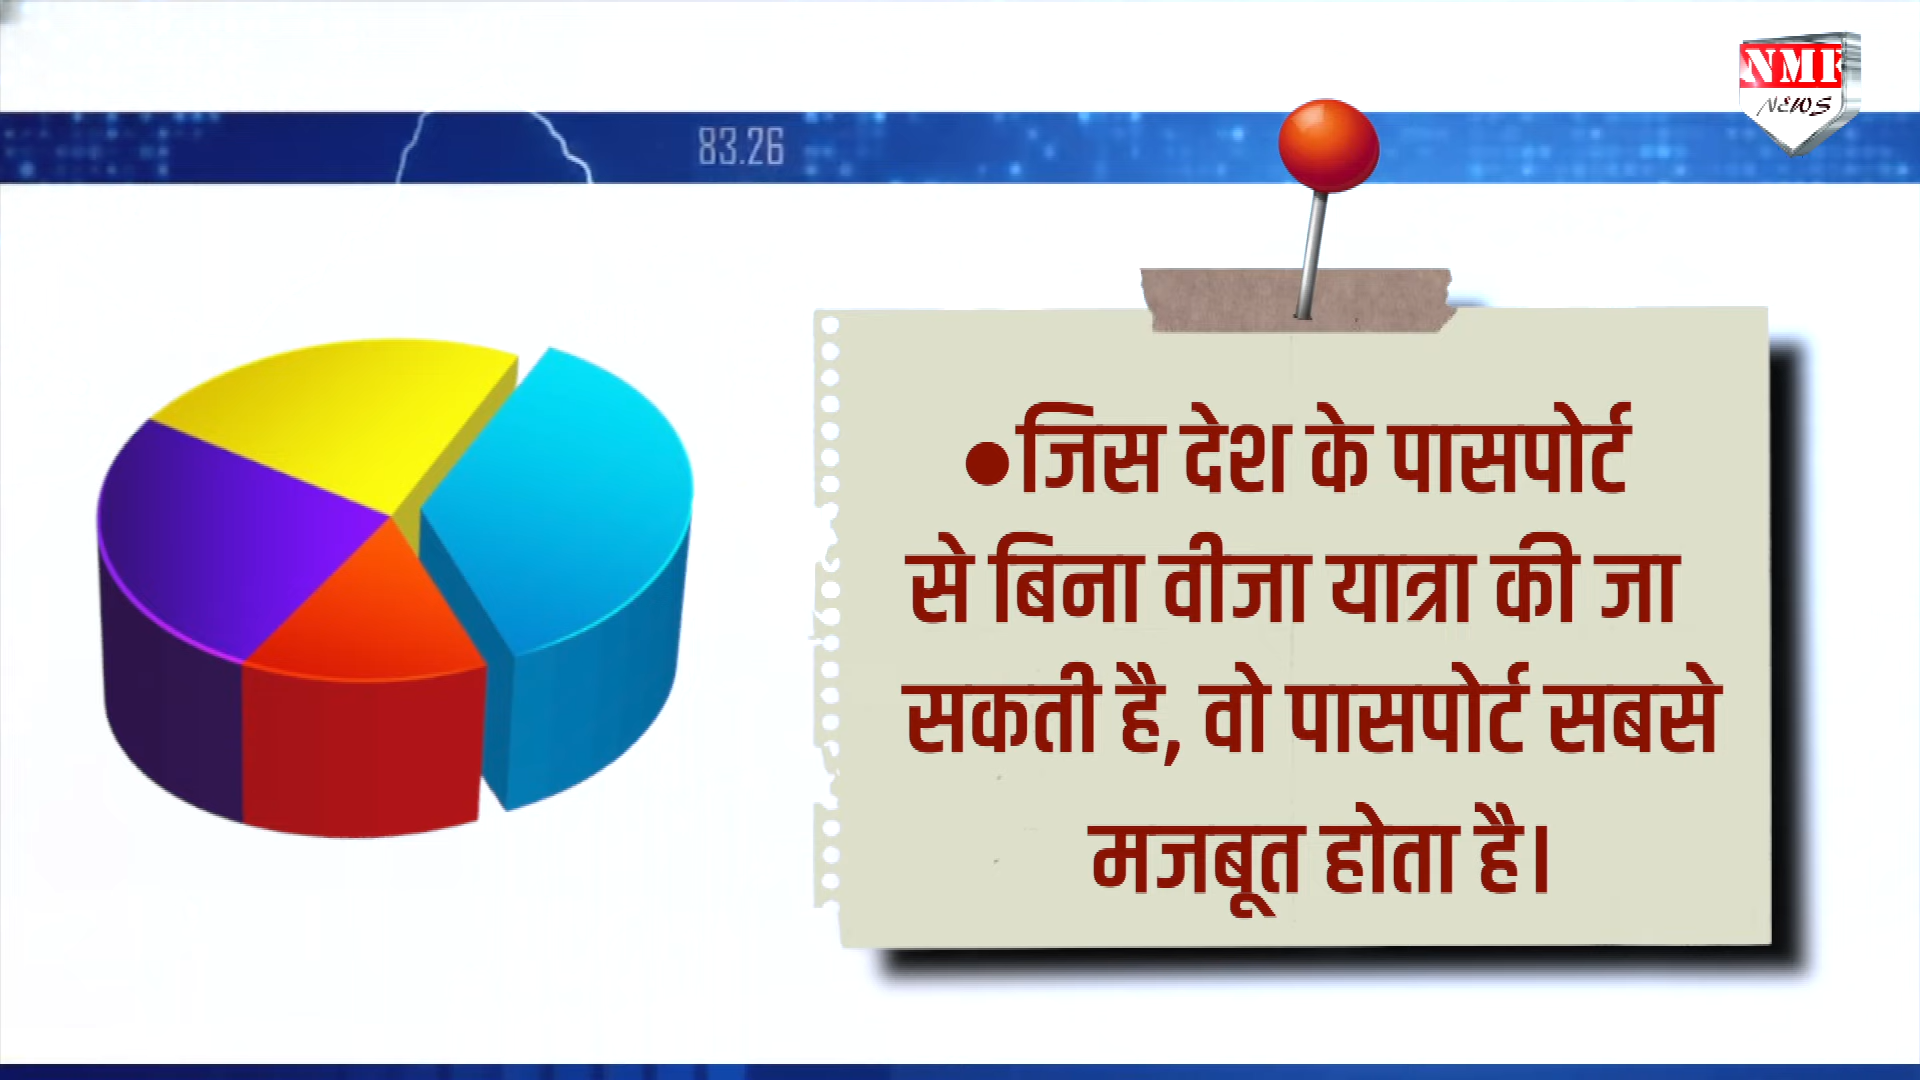 NMF
NEWS
83.26
•जिस देश के पासपोर्ट
से बिना वीजा यात्रा की जा
सकती है, वो पासपोर्ट सबसे
मजबूत होता है।